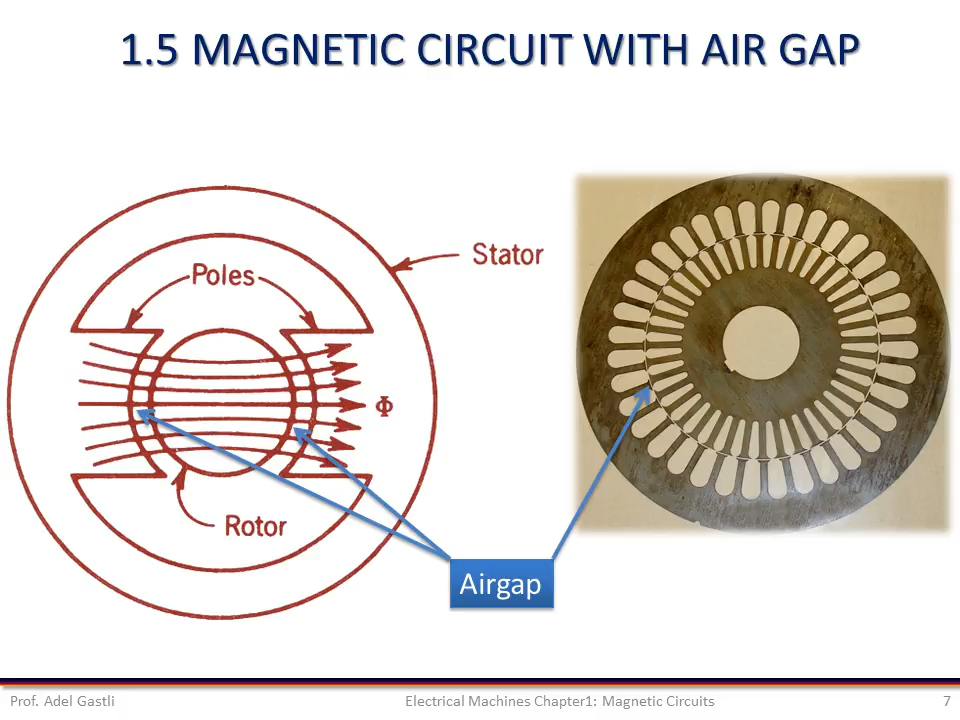 1.5 MAGNETIC CIRCUIT WITH AIR GAP
Stator
Poles
Φ
Rotor
Airgap
Prof. Adel Gastli
Electrical Machines Chapter1: Magnetic Circuits
7